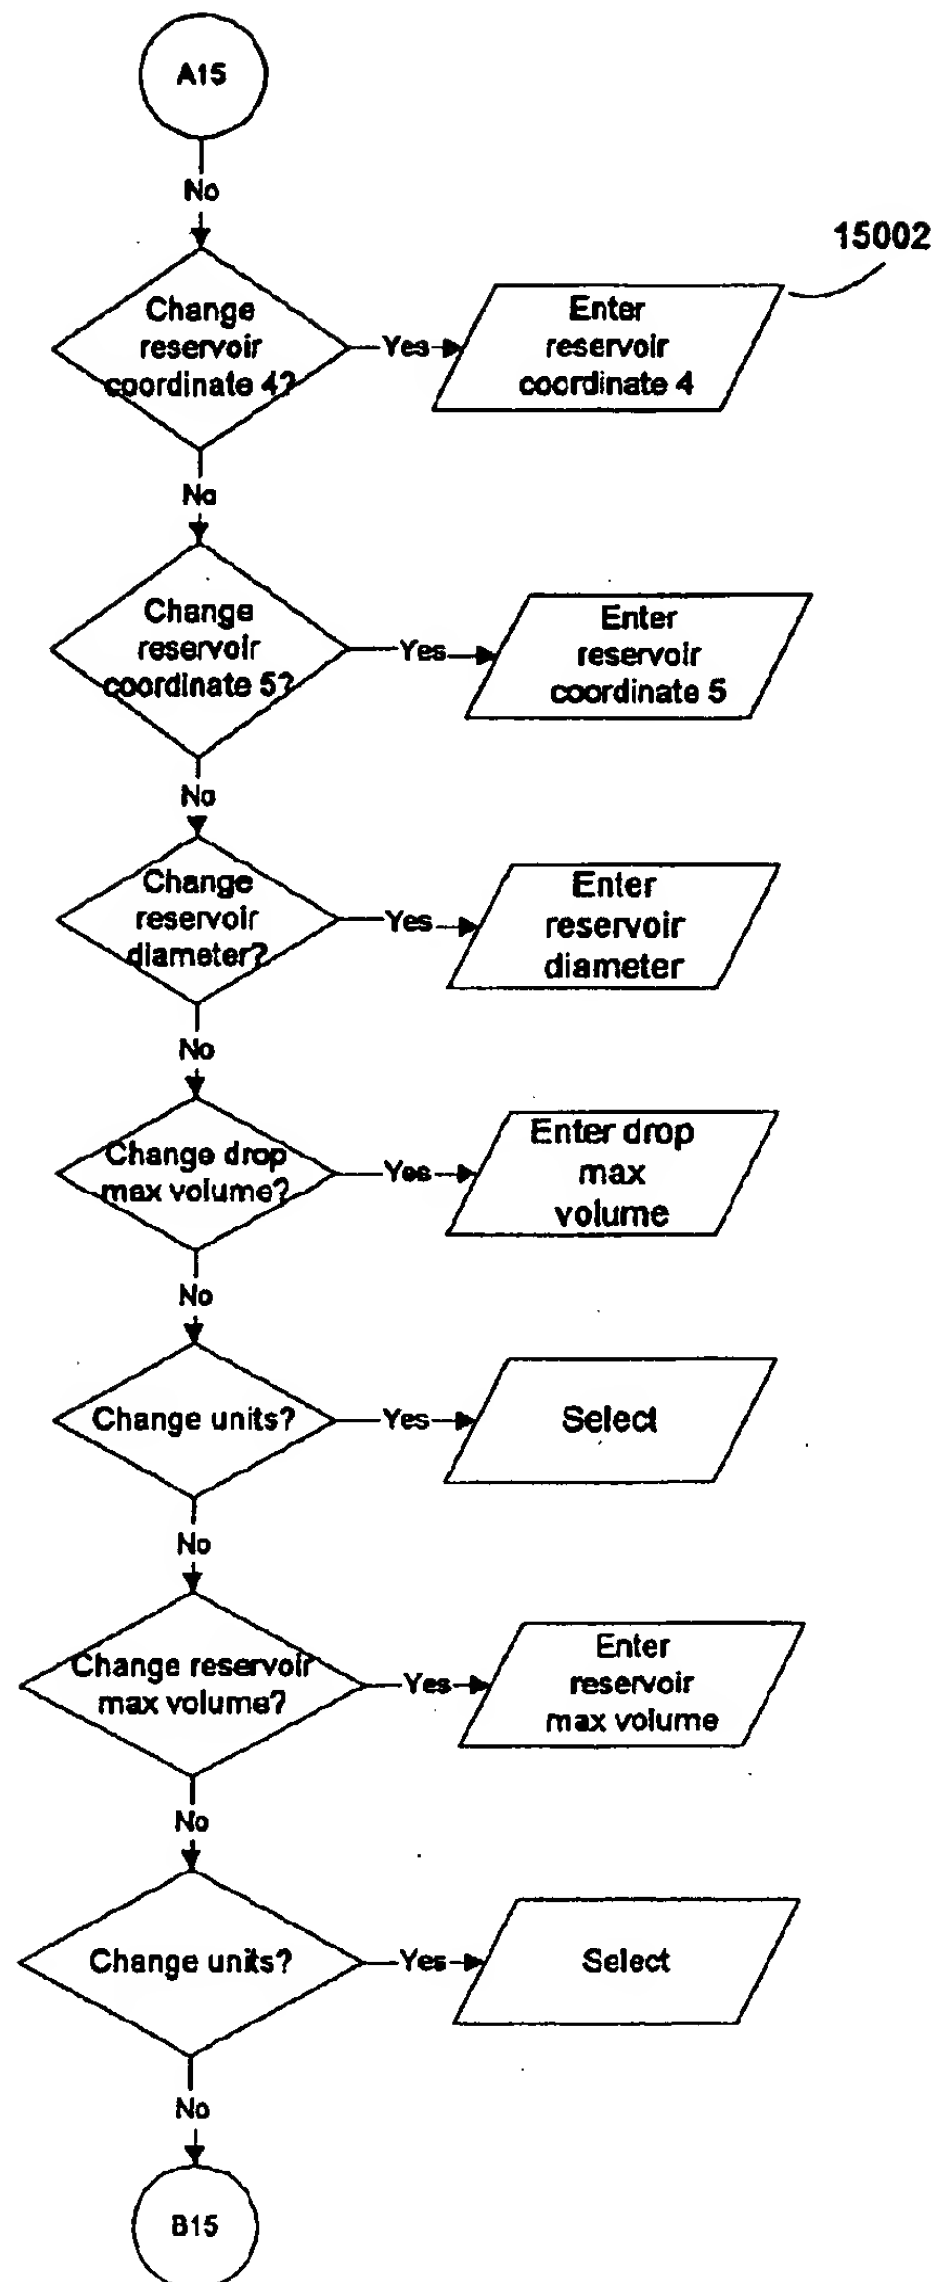 A15
No
15002
Change
reservoir
coordinate 4?
Yes
Enter
reservoir
coordinate 4
No
Change
reservoir
coordinate 5?
Yes
Enter
reservoir
coordinate 5
No
Change
reservoir
diameter?
Yes
Enter
reservoir
diameter
No
Change drop
max volume?
Yes
Enter drop
max
volume
No
Change units?
Yes
Select
No
Change reservoir
max volume?
Yes
Enter
reservoir
max volume
No
Change units?
Yes
Select
No
B15